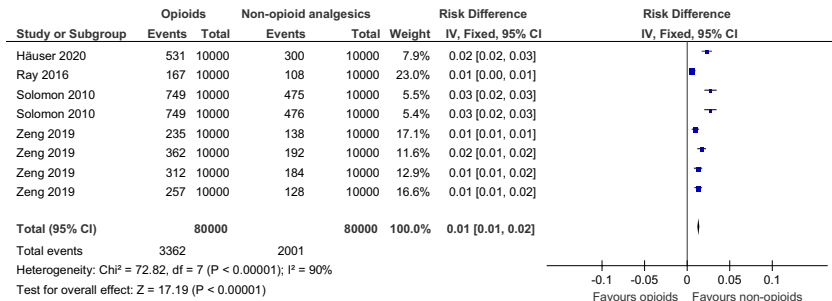 Opioids Non-opioid analgesics Risk Difference Risk Difference
Study or Subgroup Events Total Events Total Weight IV, Fixed, 95% CI IV, Fixed, 95% CI
Häuser 2020 531 10000 300 10000 7.9% 0.02 [0.02, 0.03]
Ray 2016 167 10000 108 10000 23.0% 0.01 [0.00, 0.01]
Solomon 2010 749 10000 475 10000 5.5% 0.03 [0.02, 0.03]
Solomon 2010 749 10000 476 10000 5.4% 0.03 [0.02, 0.03]
Zeng 2019 235 10000 138 10000 17.1% 0.01 [0.01, 0.01]
Zeng 2019 362 10000 192 10000 11.6% 0.02 [0.01, 0.02]
Zeng 2019 312 10000 184 10000 12.9% 0.01 [0.01, 0.02]
Zeng 2019 257 10000 128 10000 16.6% 0.01 [0.01, 0.02]
Total (95% CI) 80000 80000 100.0% 0.01 [0.01, 0.02]
Total events 3362 2001
Heterogeneity: Chi² = 72.82, df = 7 (P < 0.00001); I² = 90%
Test for overall effect: Z = 17.19 (P < 0.00001)
-0.1 -0.05 0 0.05 0.1
Favours opioids Favours non-opioids